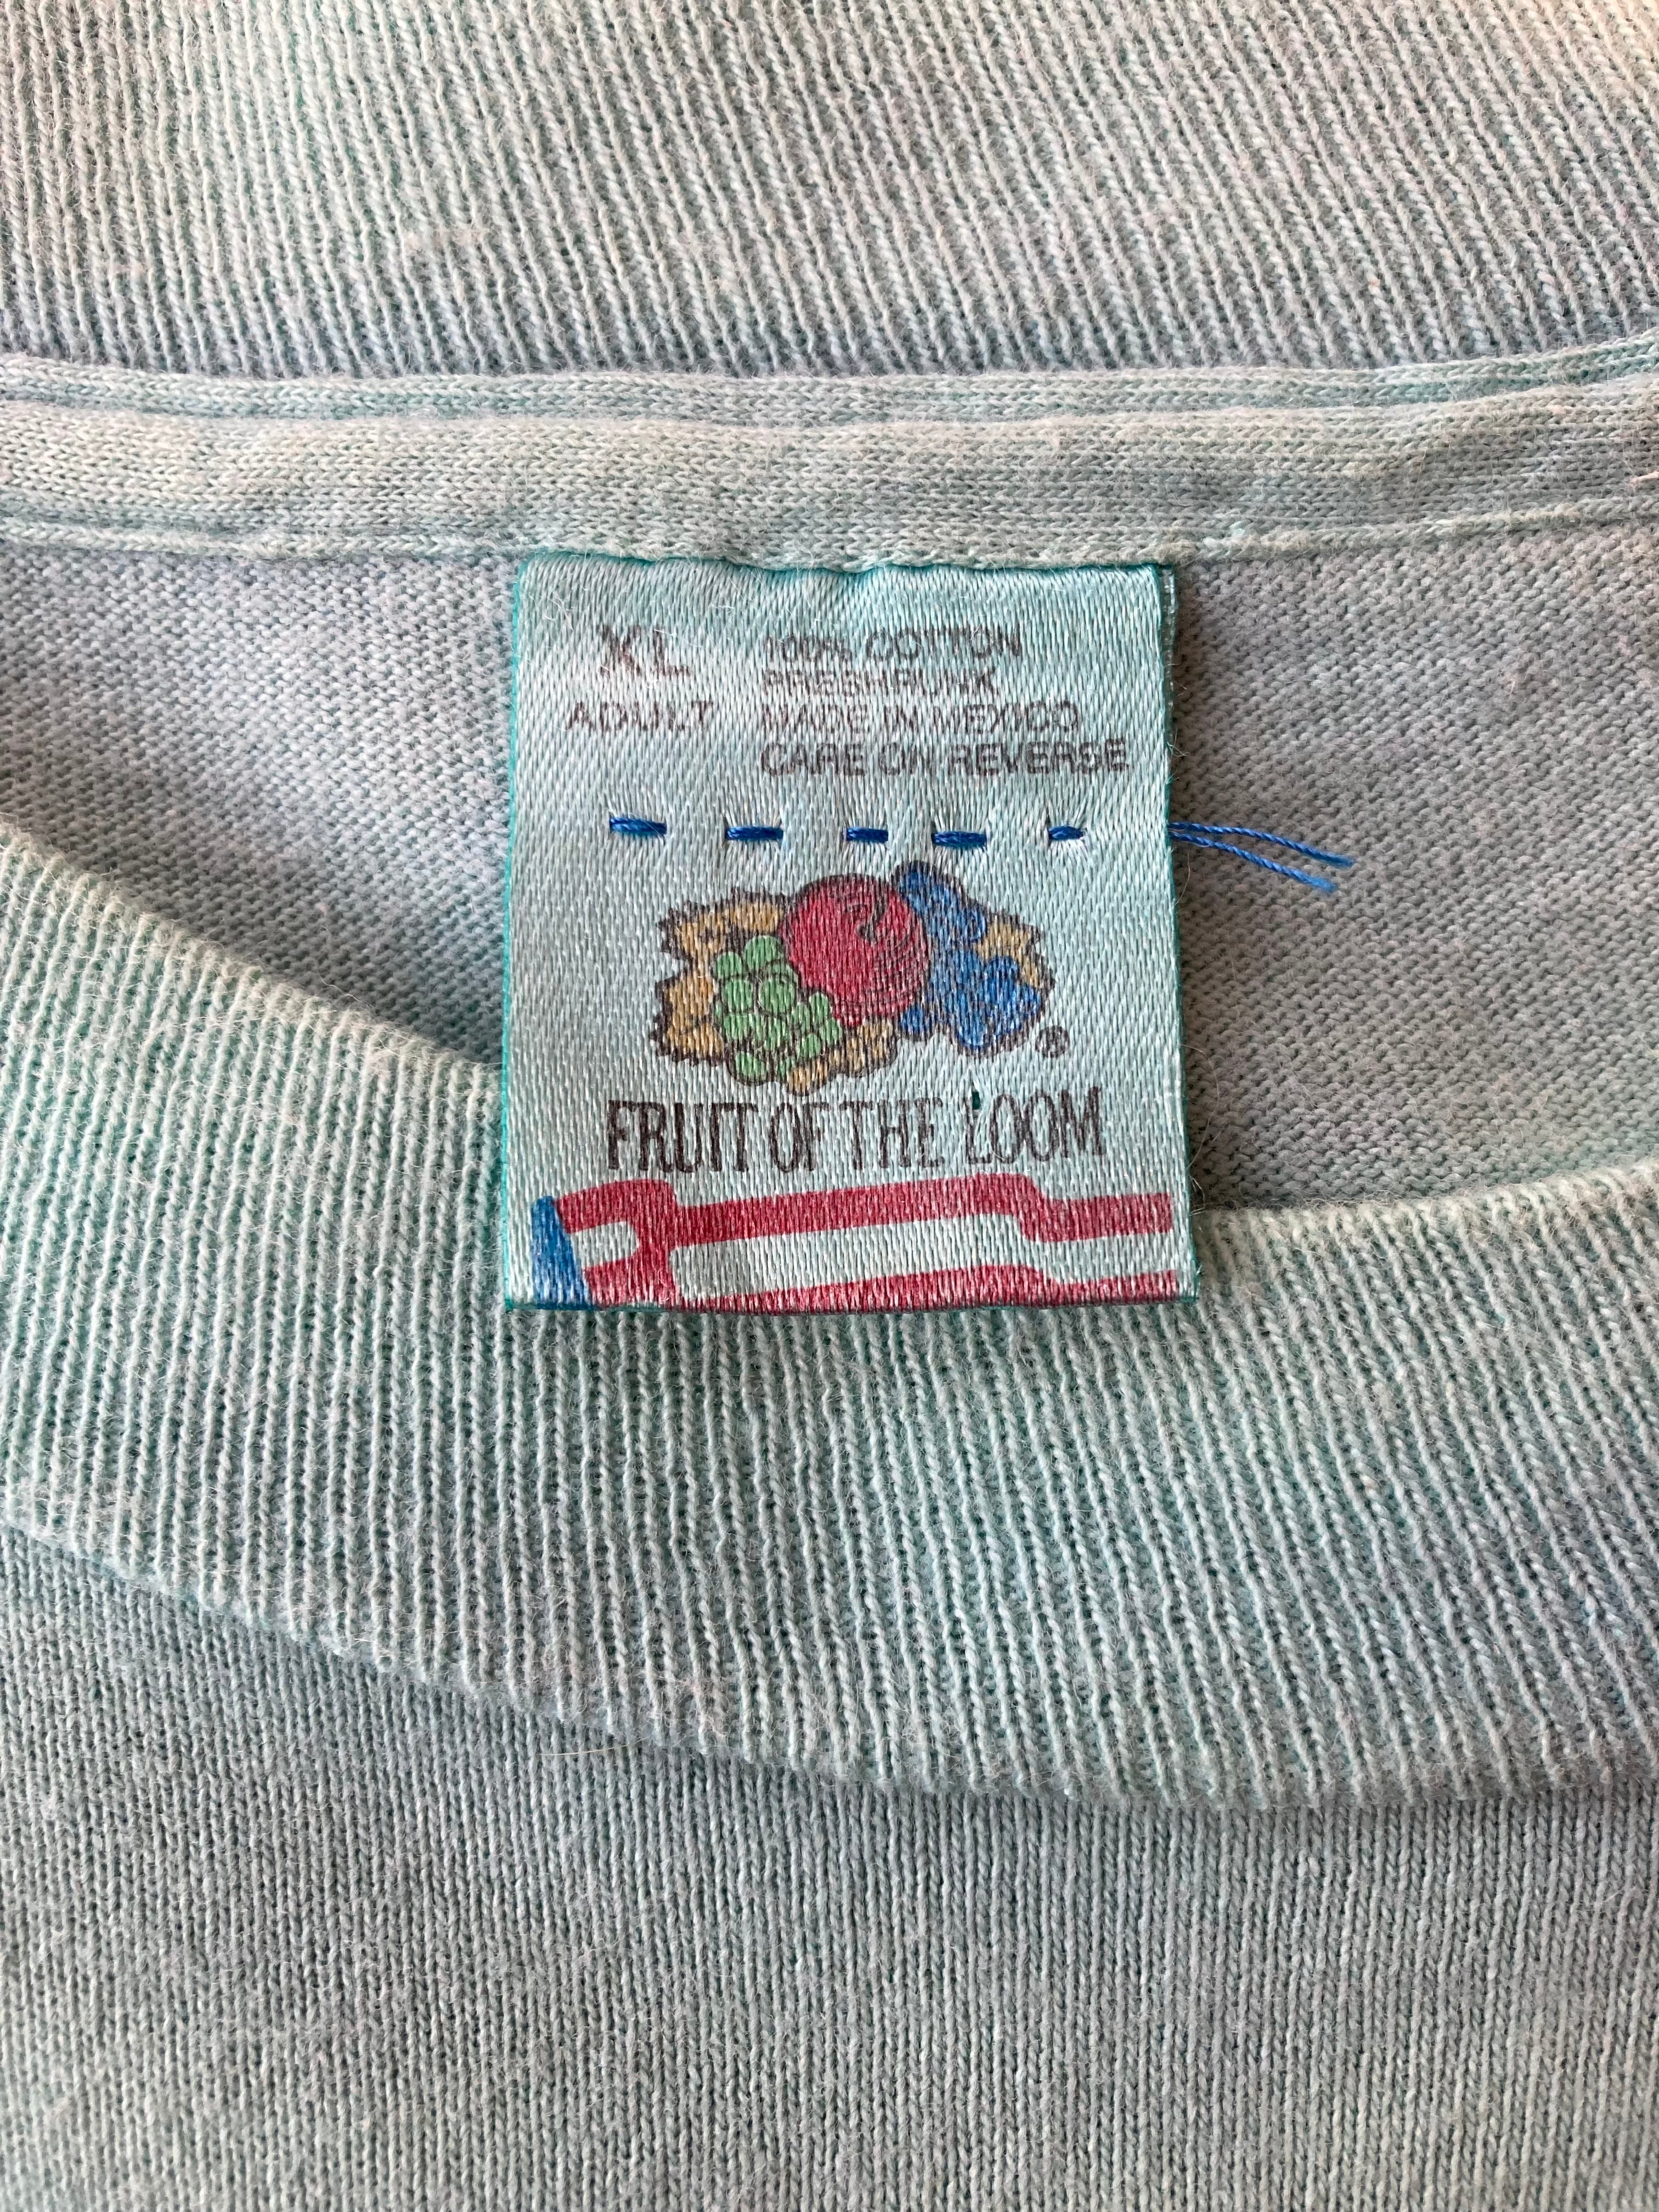 XL
ADULT
100% COTTON
PRESHRUNK
MADE IN MEXICO
CARE ON REVERSE
®
FRUIT OF THE LOOM